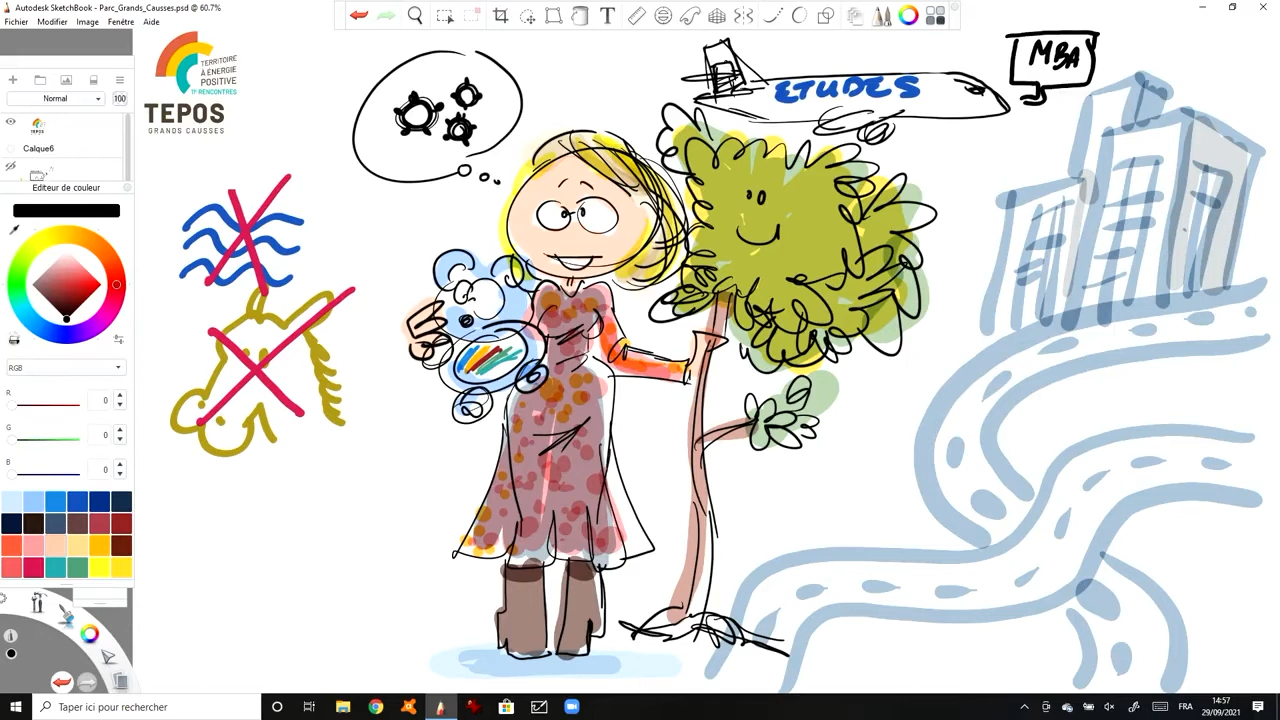 Autodesk SketchBook - Parc_Grands_Causses.psd @ 60.7%
Fichier Modifier Image Fenêtre Aide
Normal
100
Calque6
Editeur de couleur
RGB
R 0
G 0
B 0
TERRITOIRE
À ÉNERGIE
POSITIVE
TEPOS
GRANDS CAUSSES
ETUDES
MBA
Taper ici pour rechercher
FRA
14:57
29/09/2021